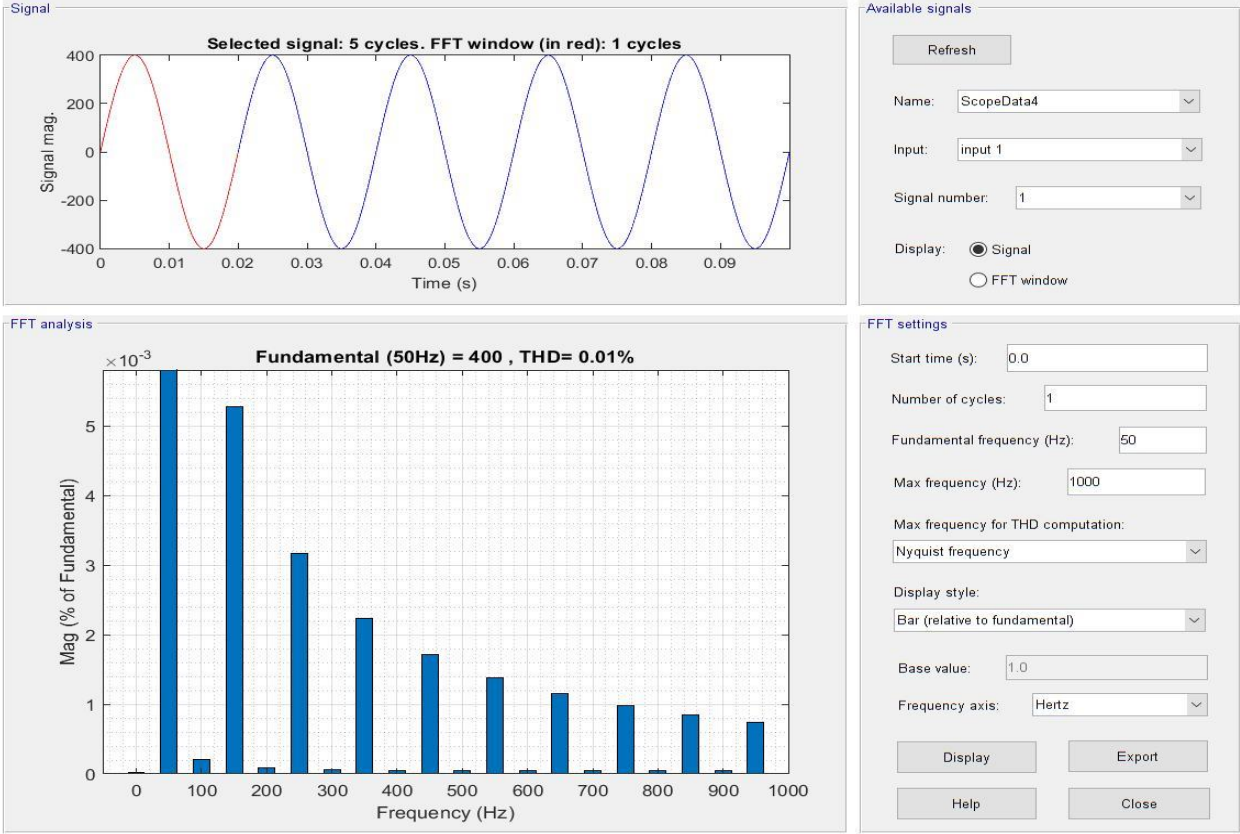 Signal
Selected signal: 5 cycles. FFT window (in red): 1 cycles
400
200
0
-200
-400
Signal mag.
0 0.01 0.02 0.03 0.04 0.05 0.06 0.07 0.08 0.09
Time (s)
Available signals
Refresh
Name: ScopeData4
Input: input 1
Signal number: 1
Display: Signal
FFT window
FFT analysis
×10-3
Fundamental (50Hz) = 400 , THD= 0.01%
5
4
3
2
1
0
Mag (% of Fundamental)
0 100 200 300 400 500 600 700 800 900 1000
Frequency (Hz)
FFT settings
Start time (s): 0.0
Number of cycles: 1
Fundamental frequency (Hz): 50
Max frequency (Hz): 1000
Max frequency for THD computation:
Nyquist frequency
Display style:
Bar (relative to fundamental)
Base value: 1.0
Frequency axis: Hertz
Display Export
Help Close